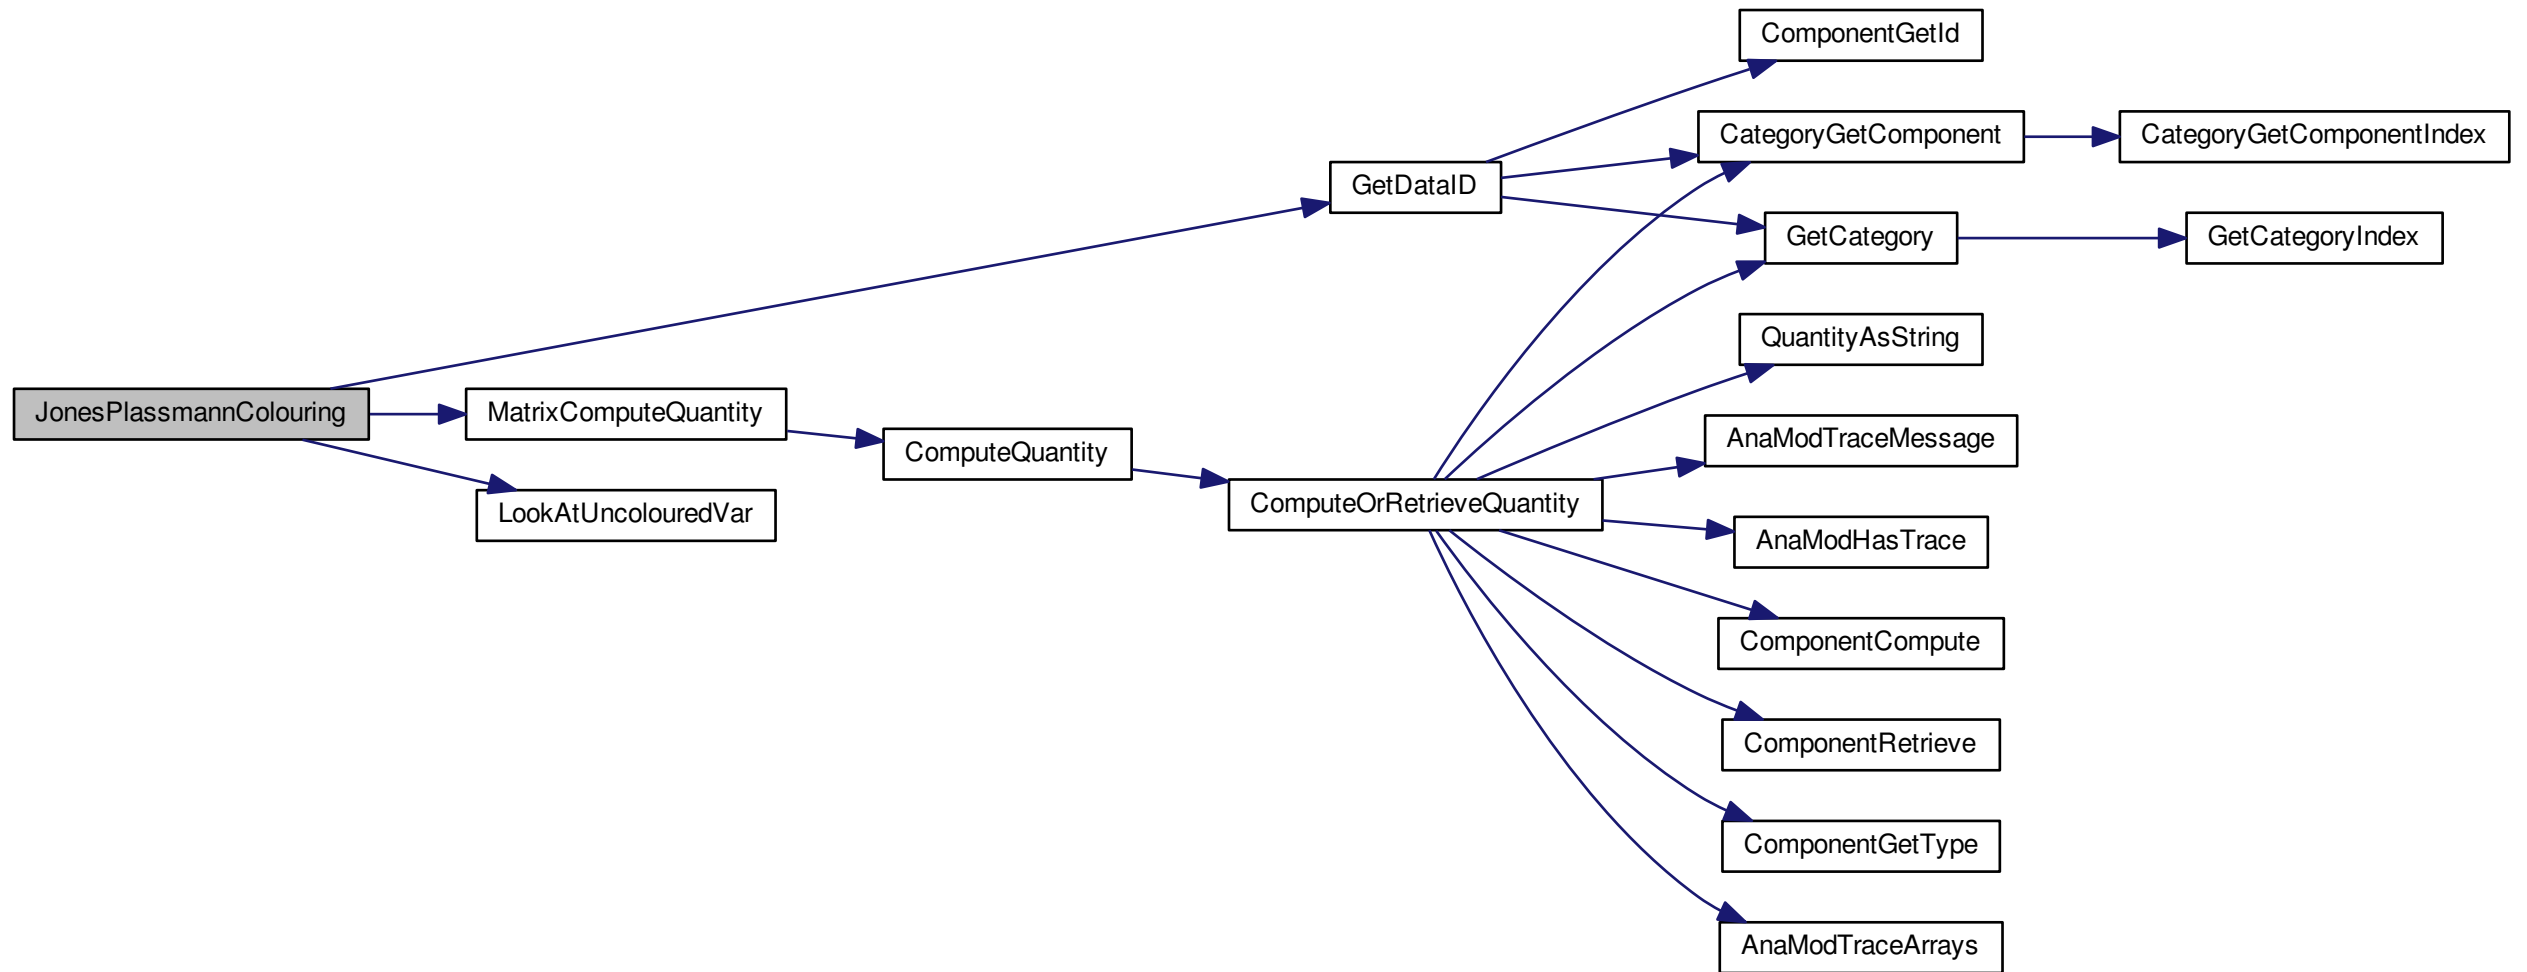 ComponentGetId
CategoryGetComponent
CategoryGetComponentIndex
GetDataID
GetCategory
GetCategoryIndex
QuantityAsString
JonesPlassmannColouring
MatrixComputeQuantity
AnaModTraceMessage
ComputeQuantity
ComputeOrRetrieveQuantity
LookAtUncolouredVar
AnaModHasTrace
ComponentCompute
ComponentRetrieve
ComponentGetType
AnaModTraceArrays